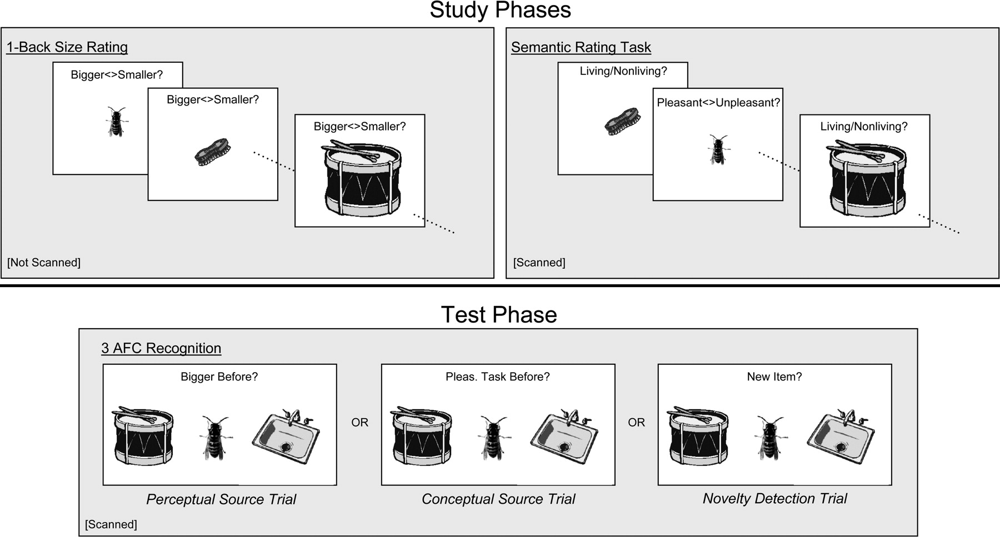 Study Phases
1-Back Size Rating
Bigger<>Smaller?
Bigger<>Smaller?
Bigger<>Smaller?
[Not Scanned]
Semantic Rating Task
Living/Nonliving?
Pleasant<>Unpleasant?
Living/Nonliving?
[Scanned]
Test Phase
3 AFC Recognition
Bigger Before?
Perceptual Source Trial
OR
Pleas. Task Before?
Conceptual Source Trial
OR
New Item?
Novelty Detection Trial
[Scanned]